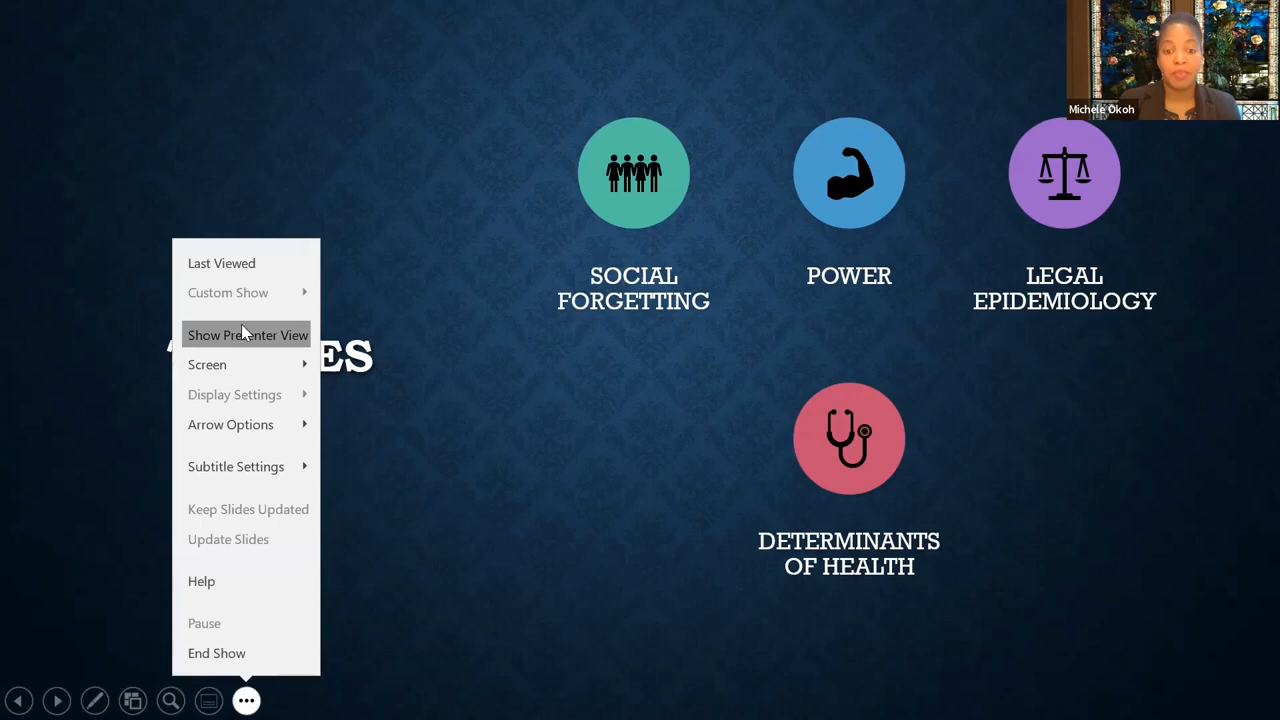 Michele Okoh
SOCIAL
FORGETTING
POWER
LEGAL
EPIDEMIOLOGY
DETERMINANTS
OF HEALTH
Last Viewed
Custom Show
Show Presenter View
Screen
Display Settings
Arrow Options
Subtitle Settings
Keep Slides Updated
Update Slides
Help
Pause
End Show